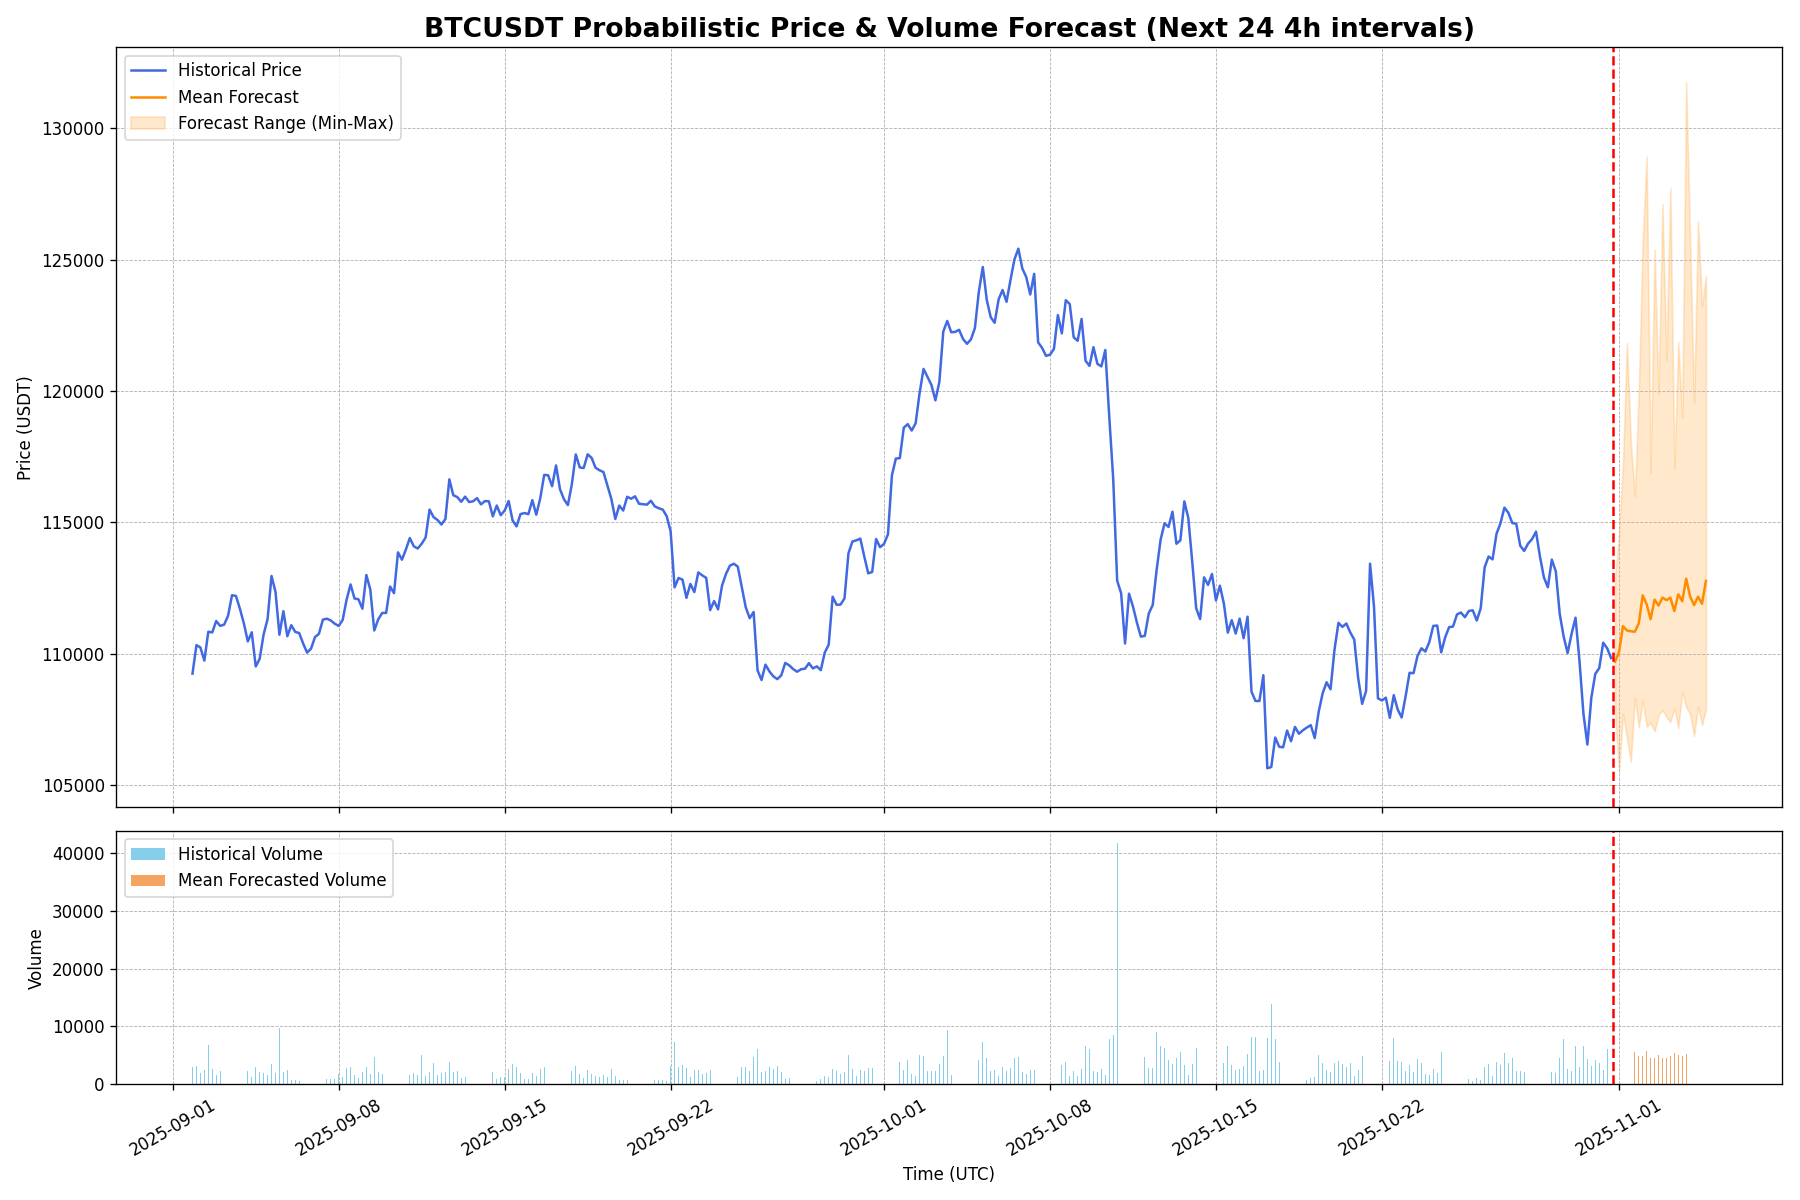 BTCUSDT Probabilistic Price & Volume Forecast (Next 24 4h intervals)
Historical Price
Mean Forecast
Forecast Range (Min-Max)
Price (USDT)
130000
125000
120000
115000
110000
105000
Historical Volume
Mean Forecasted Volume
Volume
40000
30000
20000
10000
0
2025-09-01
2025-09-08
2025-09-15
2025-09-22
2025-10-01
2025-10-08
2025-10-15
2025-10-22
2025-11-01
Time (UTC)